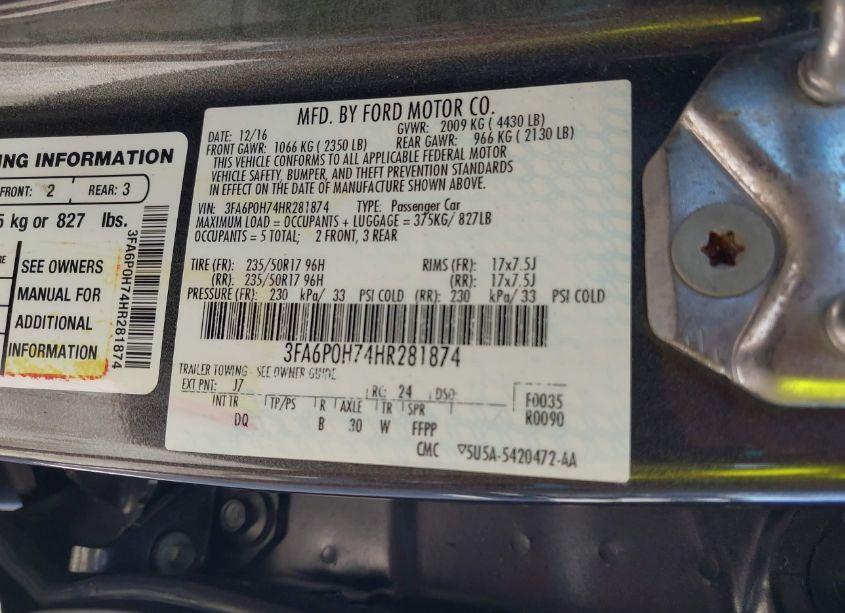 NG INFORMATION
FRONT: 2 REAR: 3
5 kg or 827 lbs.
SEE OWNERS
MANUAL FOR
ADDITIONAL
INFORMATION
3FA6P0H74HR281874
MFD. BY FORD MOTOR CO.
DATE: 12/16 GVWR: 2009 KG ( 4430 LB)
FRONT GAWR: 1066 KG ( 2350 LB) REAR GAWR: 966 KG ( 2130 LB)
THIS VEHICLE CONFORMS TO ALL APPLICABLE FEDERAL MOTOR
VEHICLE SAFETY, BUMPER, AND THEFT PREVENTION STANDARDS
IN EFFECT ON THE DATE OF MANUFACTURE SHOWN ABOVE.
VIN: 3FA6P0H74HR281874 TYPE: Passenger Car
MAXIMUM LOAD = OCCUPANTS + LUGGAGE = 375KG/ 827LB
OCCUPANTS = 5 TOTAL; 2 FRONT, 3 REAR
TIRE (FR): 235/50R17 96H RIMS (FR): 17x7.5J
(RR): 235/50R17 96H (RR): 17x7.5J
PRESSURE (FR): 230 kPa/ 33 PSI COLD (RR): 230 kPa/ 33 PSI COLD
3FA6P0H74HR281874
TRAILER TOWING - SEE OWNER GUIDE
EXT PNT: J7 RC: 24 DSO: F0035
INT TR TP/PS R AXLE TR SPR R0090
DQ B 30 W FFPP
CMC 5U5A-5420472-AA